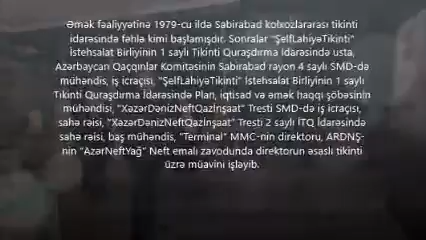 Əmək fəaliyyətinə 1979-cu ildə Sabirabad kolxozlararası tikinti
idarəsində fəhlə kimi başlamışdır. Sonralar "ŞelfLahiyəTikinti"
İstehsalat Birliyinin 1 saylı Tikinti Quraşdırma İdarəsində usta,
Azərbaycan Qaçqınlar Komitəsinin Sabirabad rayon 4 saylı SMD-də
mühəndis, iş icraçısı, "ŞelfLahiyəTikinti" İstehsalat Birliyinin 1 saylı
Tikinti Quraşdırma İdarəsində Plan, iqtisad və əmək haqqı şöbəsinin
mühəndisi, "XəzərDənizNeftQazİnşaat" Tresti SMD-də iş icraçısı,
sahə rəisi, "XəzərDənizNeftQazİnşaat" Tresti 2 saylı İTQ İdarəsində
sahə rəisi, baş mühəndis, "Terminal" MMC-nin direktoru, ARDNŞ-
nin "AzərNeftYağ" Neft emalı zavodunda direktorun əsaslı tikinti
üzrə müavini işləyib.